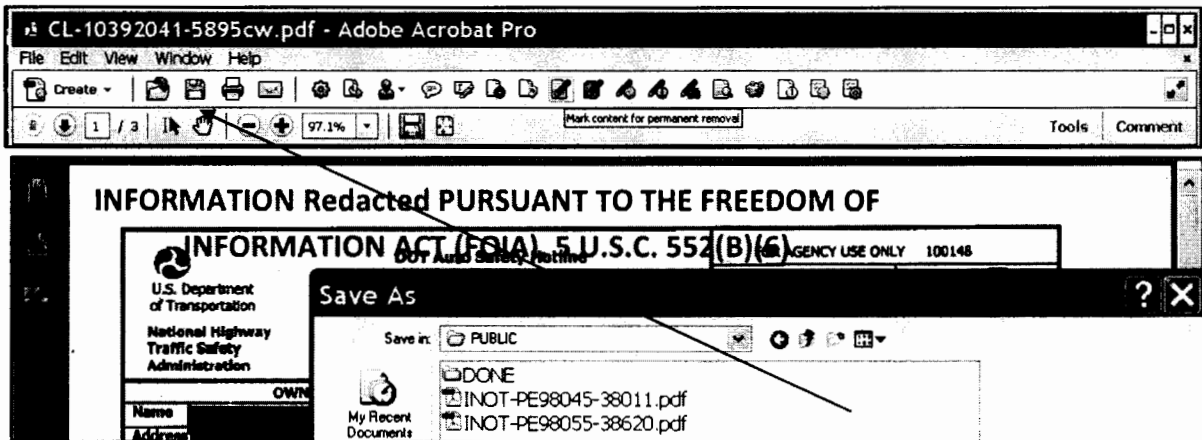 CL-10392041-5895cw.pdf - Adobe Acrobat Pro
File Edit View Window Help
Create
1 / 3 97.1% Tools Comment
Mark content for permanent removal
INFORMATION Redacted PURSUANT TO THE FREEDOM OF
INFORMATION ACT (FOIA), 5 U.S.C. 552(B)(6)
DOT Auto Safety Hotline
AGENCY USE ONLY 100148
U.S. Department
of Transportation
National Highway
Traffic Safety
Administration
OWN
Name
Address
Save As
Save in: PUBLIC
DONE
INOT-PE98045-38011.pdf
INOT-PE98055-38620.pdf
My Recent
Documents